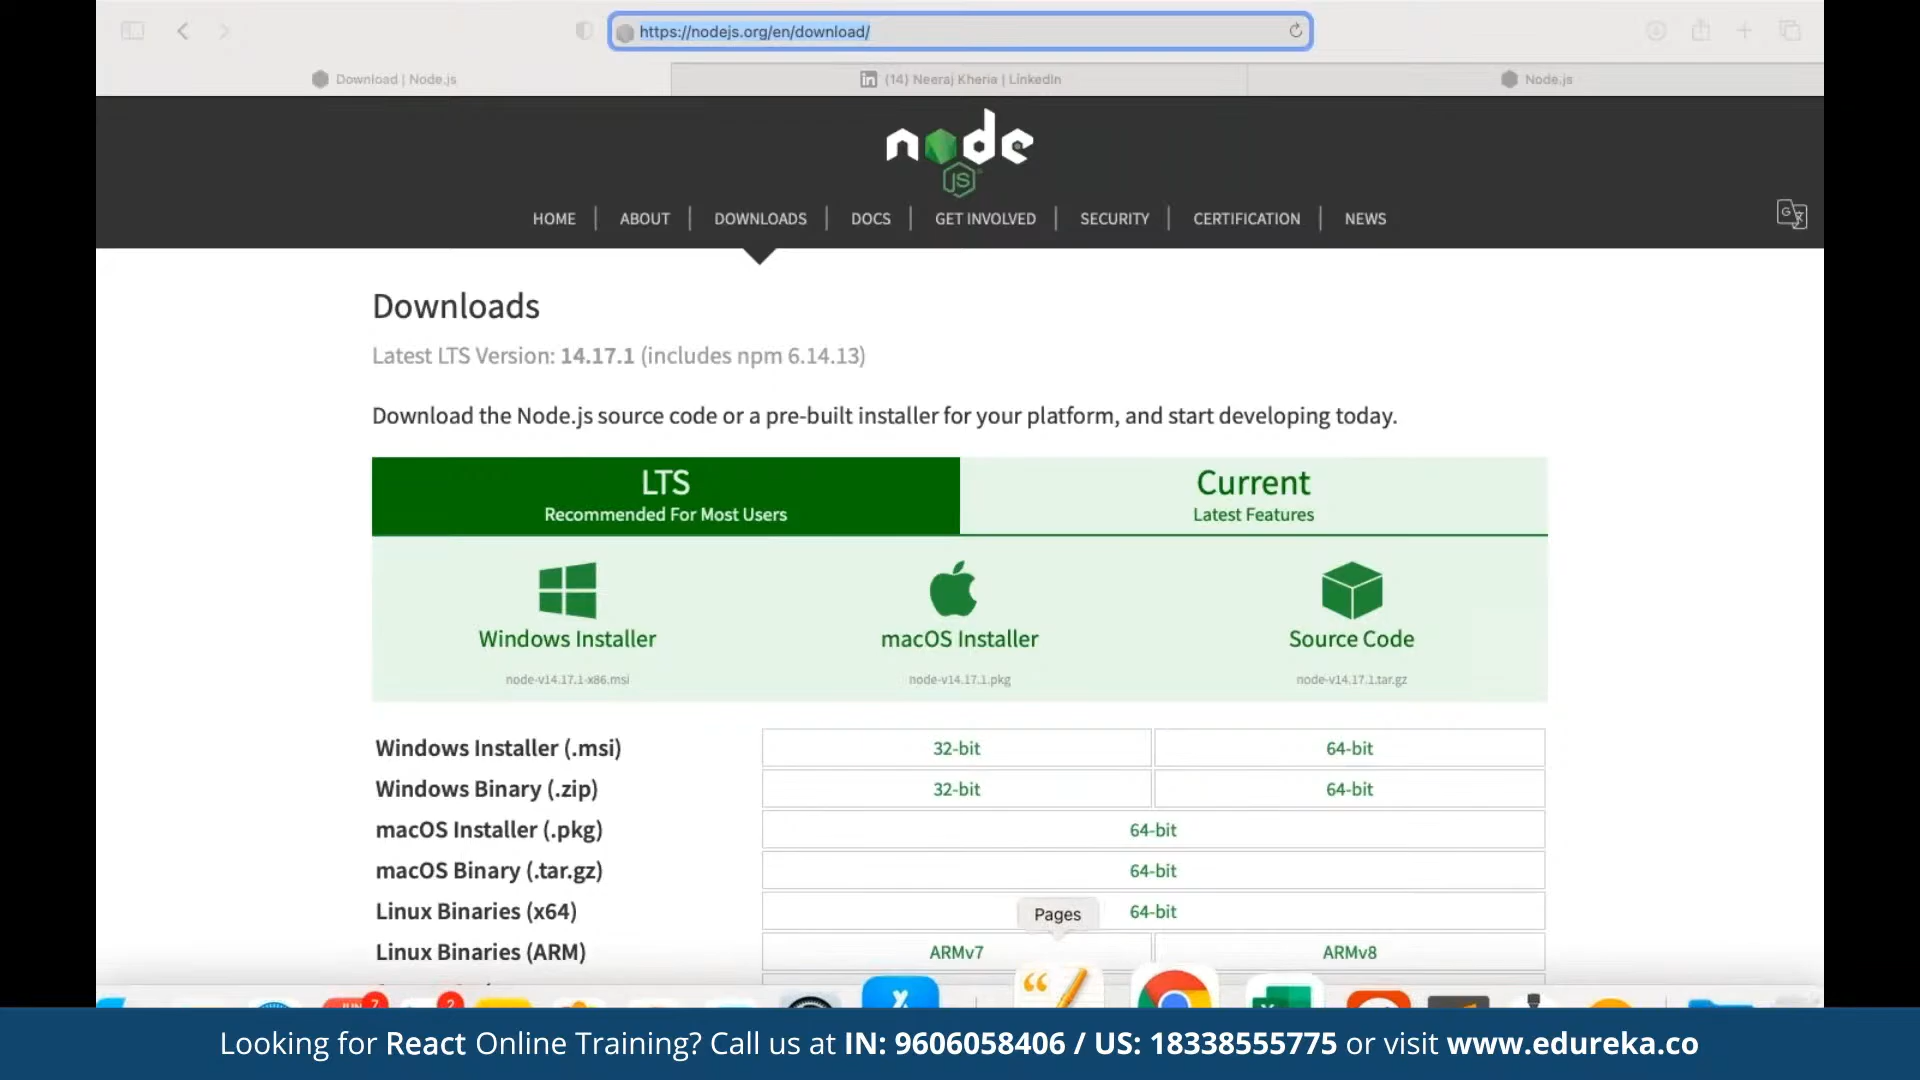 https://nodejs.org/en/download/
Download | Node.js
in (14) Neeraj Kheria | LinkedIn
Node.js
node
JS
HOME | ABOUT | DOWNLOADS | DOCS | GET INVOLVED | SECURITY | CERTIFICATION | NEWS
Downloads
Latest LTS Version: 14.17.1 (includes npm 6.14.13)
Download the Node.js source code or a pre-built installer for your platform, and start developing today.
LTS
Recommended For Most Users
Current
Latest Features
Windows Installer
node-v14.17.1-x86.msi
macOS Installer
node-v14.17.1.pkg
Source Code
node-v14.17.1.tar.gz
Windows Installer (.msi) 32-bit 64-bit
Windows Binary (.zip) 32-bit 64-bit
macOS Installer (.pkg) 64-bit
macOS Binary (.tar.gz) 64-bit
Linux Binaries (x64) 64-bit
Pages
Linux Binaries (ARM) ARMv7 ARMv8
7
2
Looking for React Online Training? Call us at IN: 9606058406 / US: 18338555775 or visit www.edureka.co